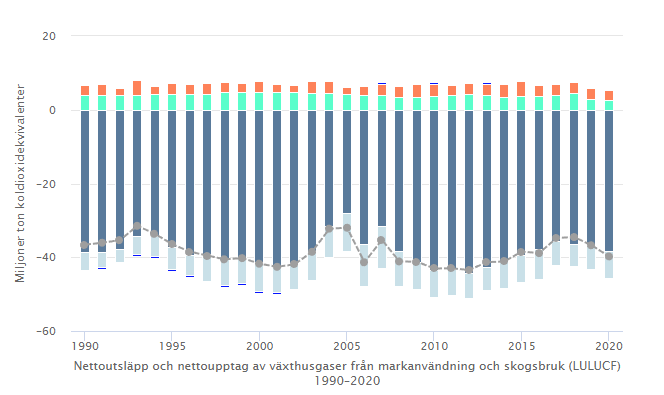 20
0
−20
−40
−60
Miljoner ton koldioxidekvivalenter
1990 1995 2000 2005 2010 2015 2020
Nettoutsläpp och nettoupptag av växthusgaser från markanvändning och skogsbruk (LULUCF)
1990–2020